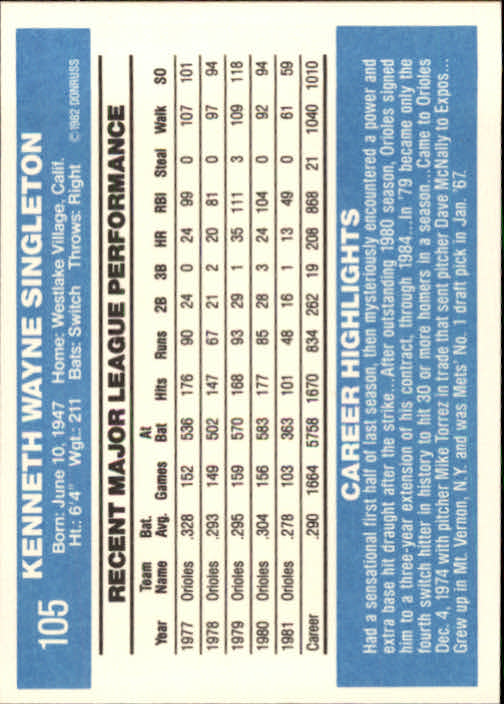 105 KENNETH WAYNE SINGLETON
Born: June 10, 1947 Home: Westlake Village, Calif.
Ht.: 6'4" Wgt.: 211 Bats: Switch Throws: Right © 1982 DONRUSS
RECENT MAJOR LEAGUE PERFORMANCE
Year Team Name Bat. Avg. Games At Bat Hits Runs 2B 3B HR RBI Steal Walk SO
1977 Orioles .328 152 536 176 90 24 0 24 99 0 107 101
1978 Orioles .293 149 502 147 67 21 2 20 81 0 97 94
1979 Orioles .295 159 570 168 93 29 1 35 111 3 109 118
1980 Orioles .304 156 583 177 85 28 3 24 104 0 92 94
1981 Orioles .278 103 363 101 48 16 1 13 49 0 61 59
Career .290 1664 5758 1670 834 262 19 208 868 21 1040 1010
CAREER HIGHLIGHTS
Had a sensational first half of last season, then mysteriously encountered a power and
extra base hit draught after the strike...After outstanding 1980 season, Orioles signed
him to a three-year extension of his contract, through 1984...In '79 became only the
fourth switch hitter in history to hit 30 or more homers in a season...Came to Orioles
Dec. 4, 1974 with pitcher Mike Torrez in trade that sent pitcher Dave McNally to Expos...
Grew up in Mt. Vernon, N.Y. and was Mets' No. 1 draft pick in Jan. '67.